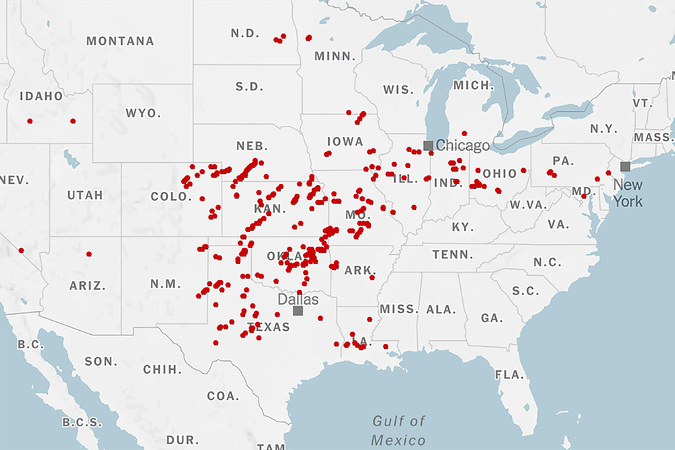 MONTANA
N.D.
MINN.
IDAHO
WYO.
S.D.
WIS.
MICH.
VT.
N.Y.
MASS.
IOWA
Chicago
NEB.
NEV.
UTAH
COLO.
KAN.
MO.
ILL.
IND.
OHIO
PA.
MD.
New
York
W.VA.
VA.
KY.
ARIZ.
N.M.
OKLA.
ARK.
TENN.
N.C.
S.C.
Dallas
TEXAS
LA.
MISS.
ALA.
GA.
FLA.
B.C.
SON.
CHIH.
COA.
B.C.S.
DUR.
TAM
Gulf of
Mexico